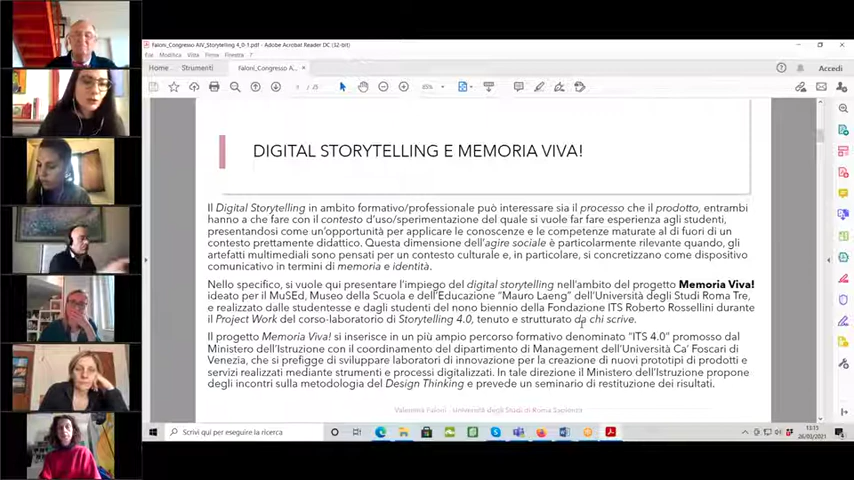 Faloni_Congresso AIV_Storytelling 4_0-1.pdf - Adobe Acrobat Reader DC (32-bit)
File Modifica Vista Firma Finestra ?
Home Strumenti Faloni_Congresso A... ×
Accedi
/ 25
85%
DIGITAL STORYTELLING E MEMORIA VIVA!
Il Digital Storytelling in ambito formativo/professionale può interessare sia il processo che il prodotto, entrambi
hanno a che fare con il contesto d'uso/sperimentazione del quale si vuole far fare esperienza agli studenti,
presentandosi come un'opportunità per applicare le conoscenze e le competenze maturate al di fuori di un
contesto prettamente didattico. Questa dimensione dell'agire sociale è particolarmente rilevante quando, gli
artefatti multimediali sono pensati per un contesto culturale e, in particolare, si concretizzano come dispositivo
comunicativo in termini di memoria e identità.
Nello specifico, si vuole qui presentare l'impiego del digital storytelling nell'ambito del progetto Memoria Viva!
ideato per il MuSEd, Museo della Scuola e dell'Educazione "Mauro Laeng" dell'Università degli Studi Roma Tre,
e realizzato dalle studentesse e dagli studenti del nono biennio della Fondazione ITS Roberto Rossellini durante
il Project Work del corso-laboratorio di Storytelling 4.0, tenuto e strutturato da chi scrive.
Il progetto Memoria Viva! si inserisce in un più ampio percorso formativo denominato "ITS 4.0" promosso dal
Ministero dell'Istruzione con il coordinamento del dipartimento di Management dell'Università Ca' Foscari di
Venezia, che si prefigge di sviluppare laboratori di innovazione per la creazione di nuovi prototipi di prodotti e
servizi realizzati mediante strumenti e processi digitalizzati. In tale direzione il Ministero dell'Istruzione propone
degli incontri sulla metodologia del Design Thinking e prevede un seminario di restituzione dei risultati.
Valentina Faloni - Università degli Studi di Roma Sapienza
Scrivi qui per eseguire la ricerca
13:15
26/03/2021